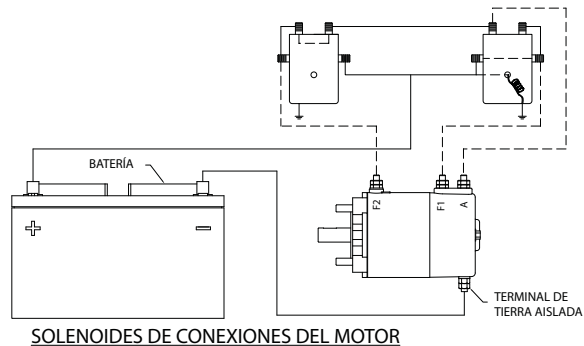 BATERÍA
F2
F1
A
+
−
TERMINAL DE
TIERRA AISLADA
SOLENOIDES DE CONEXIONES DEL MOTOR